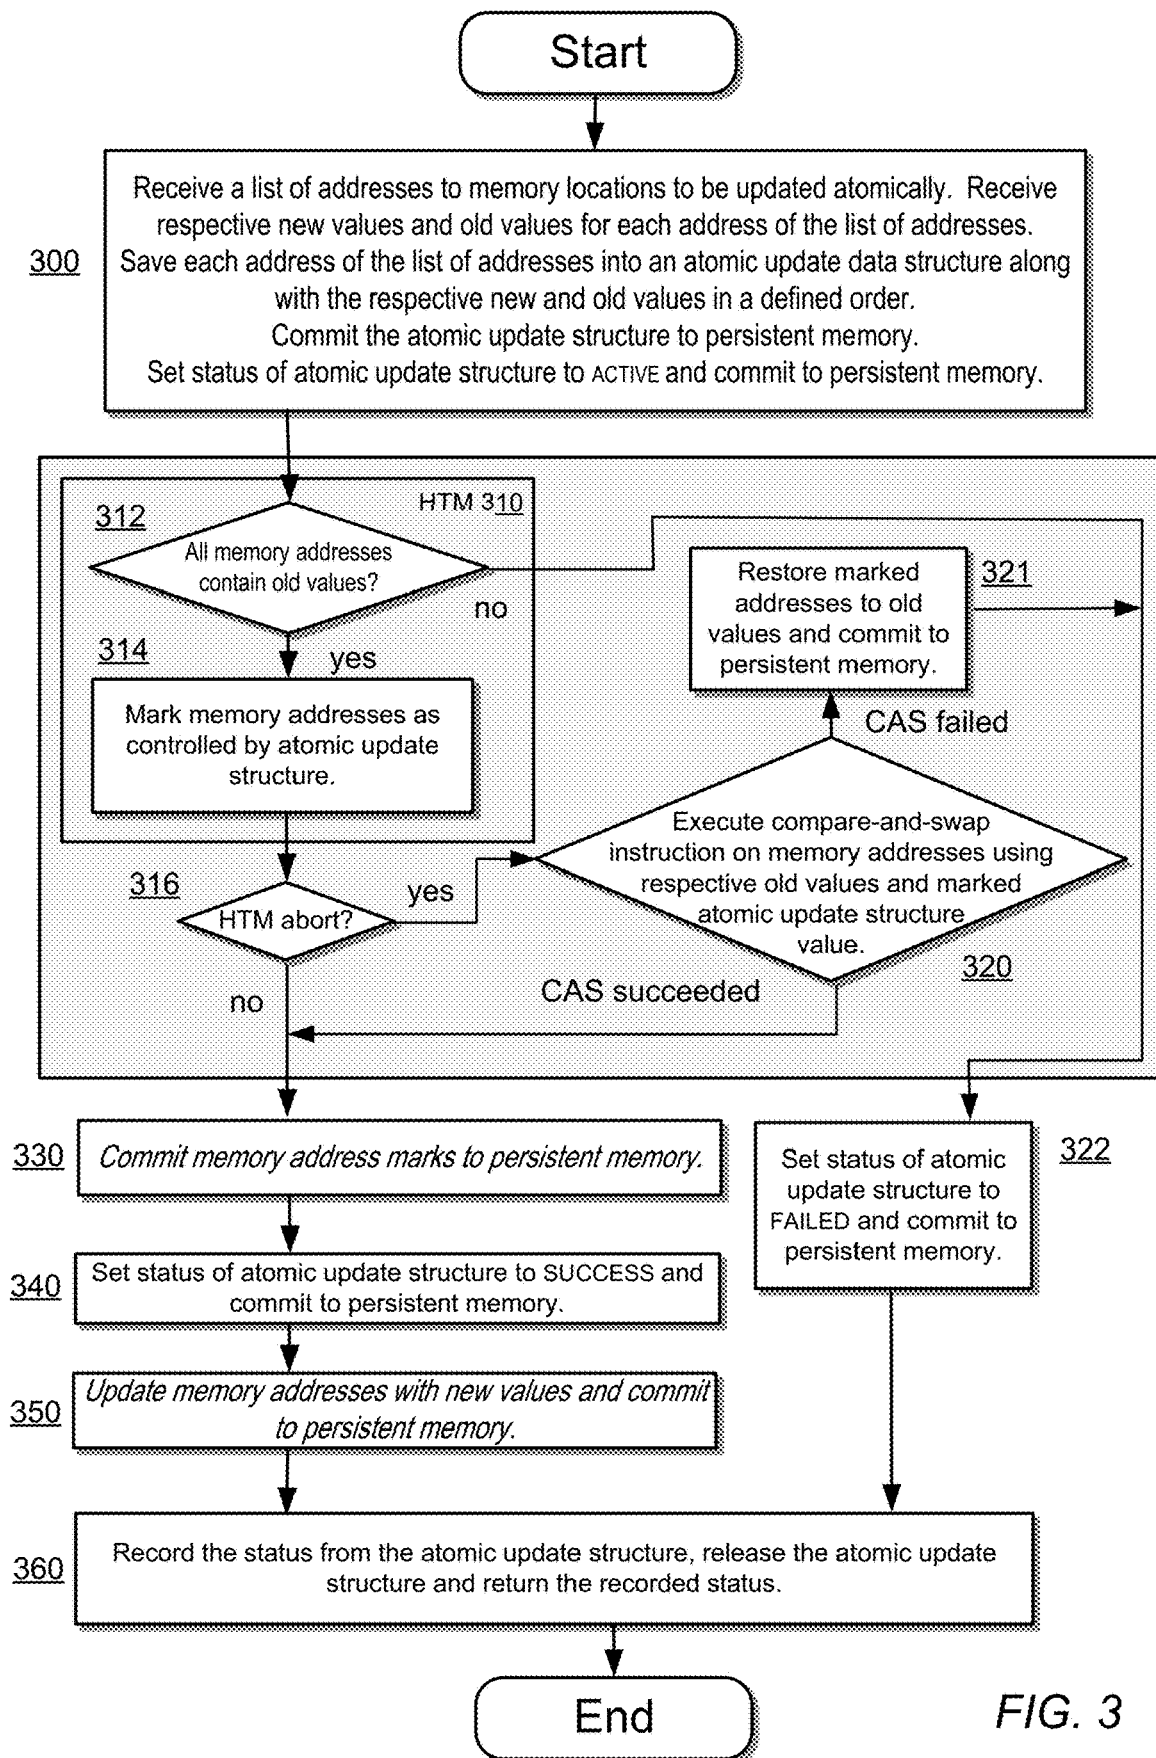 Start
Receive a list of addresses to memory locations to be updated atomically.  Receive
respective new values and old values for each address of the list of addresses.
300
Save each address of the list of addresses into an atomic update data structure along
with the respective new and old values in a defined order.
Commit the atomic update structure to persistent memory.
Set status of atomic update structure to ACTIVE and commit to persistent memory.
HTM 310
312
All memory addresses
contain old values?
no
yes
314
Mark memory addresses as
controlled by atomic update
structure.
316
HTM abort?
yes
no
Restore marked
addresses to old
values and commit to
persistent memory.
321
CAS failed
Execute compare-and-swap
instruction on memory addresses using
respective old values and marked
atomic update structure
value.
320
CAS succeeded
330
Commit memory address marks to persistent memory.
322
Set status of atomic
update structure to
FAILED and commit to
persistent memory.
340
Set status of atomic update structure to SUCCESS and
commit to persistent memory.
350
Update memory addresses with new values and commit
to persistent memory.
360
Record the status from the atomic update structure, release the atomic update
structure and return the recorded status.
End
FIG. 3